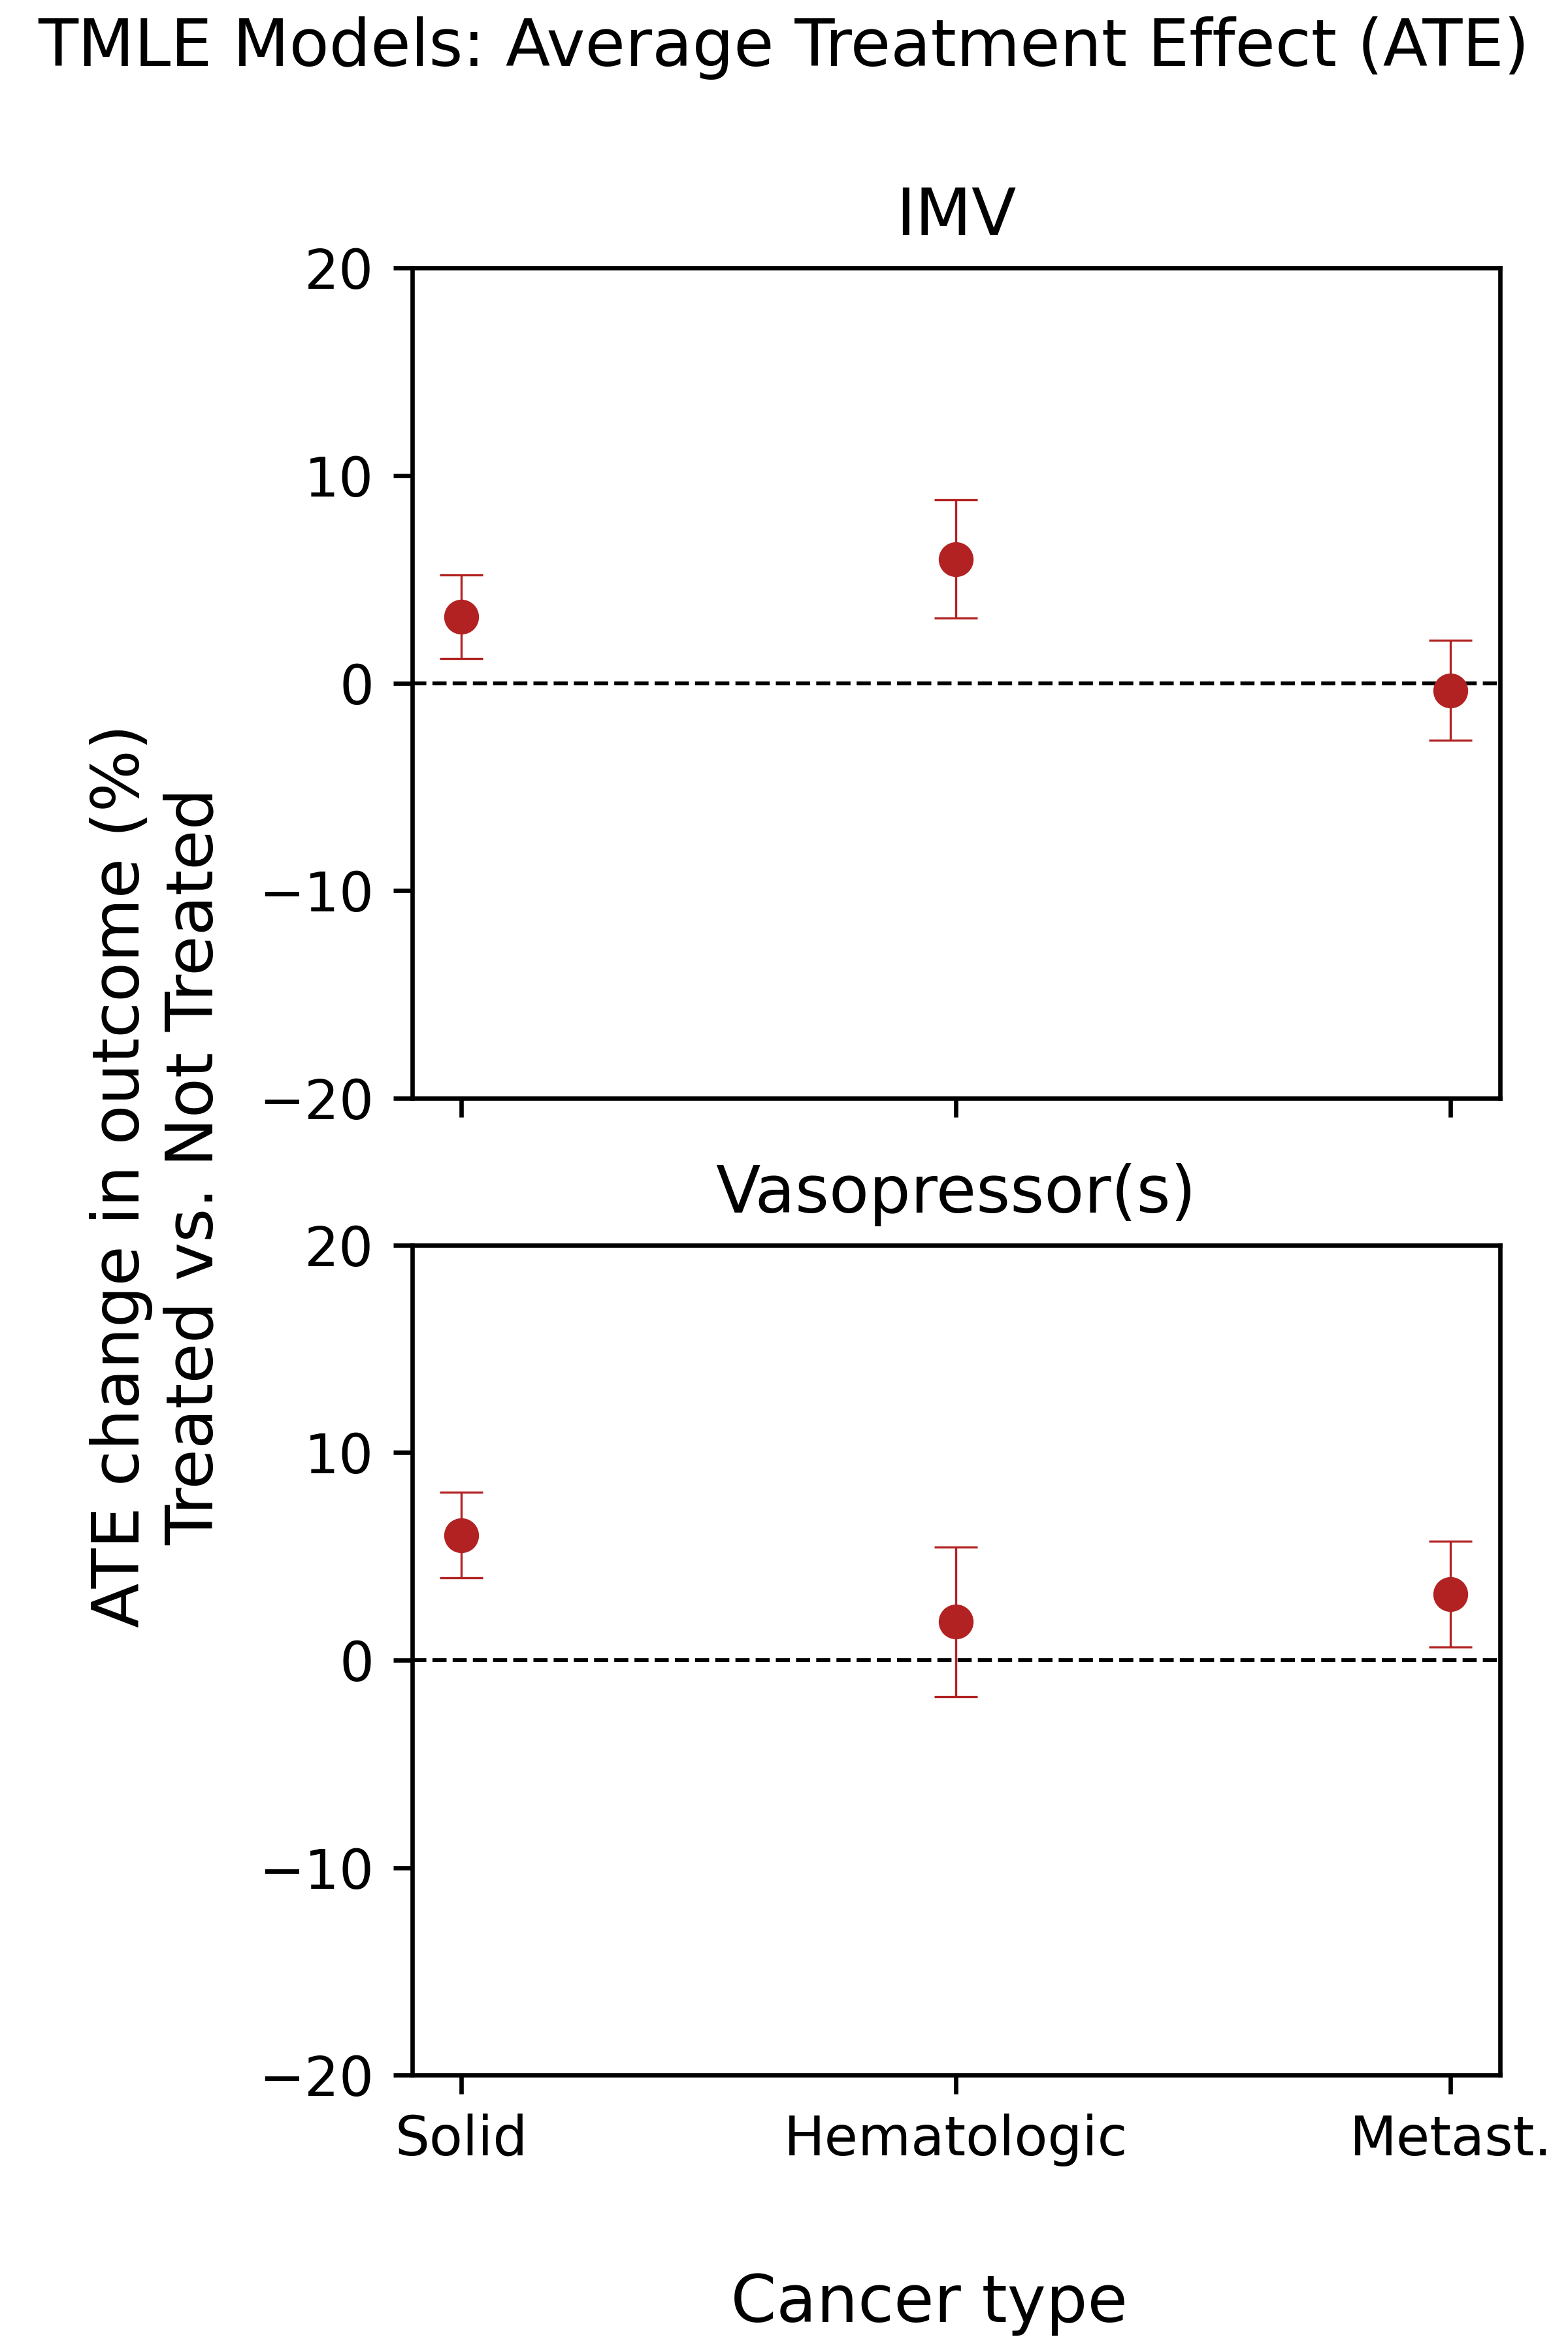 TMLE Models: Average Treatment Effect (ATE)
ATE change in outcome (%)
Treated vs. Not Treated
IMV
20
10
0
−10
−20
Vasopressor(s)
20
10
0
−10
−20
Solid Hematologic Metast.
Cancer type